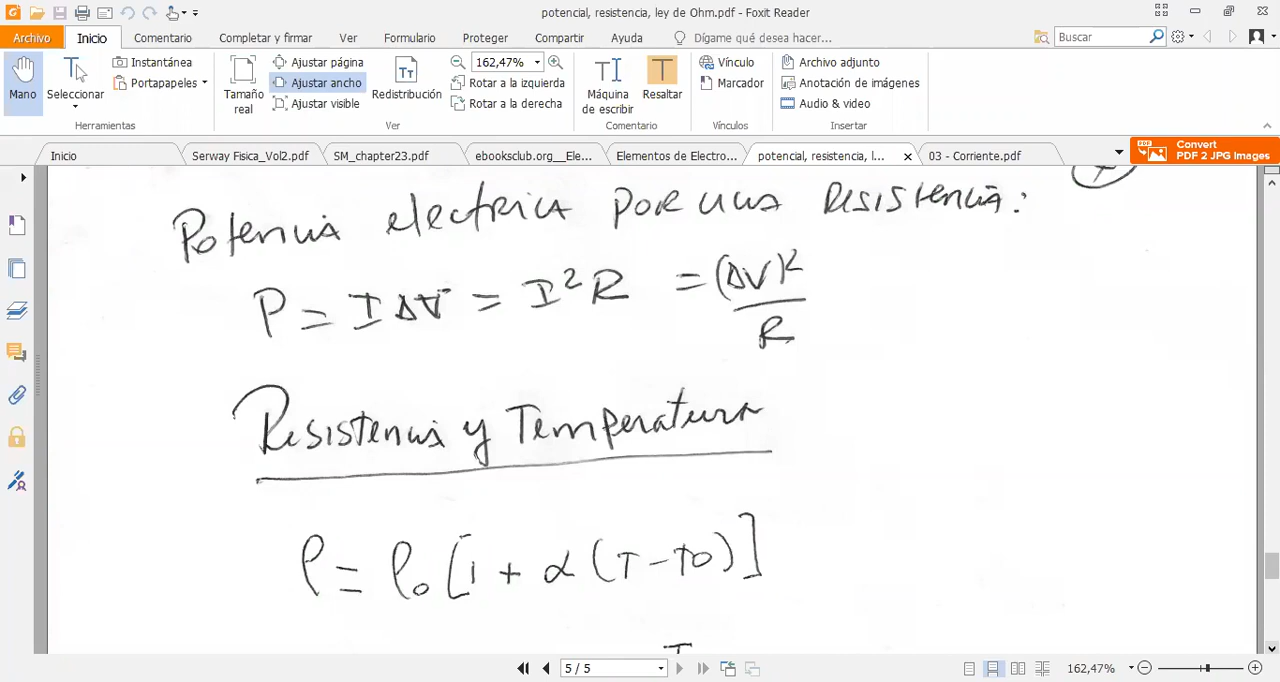 potencial, resistencia, ley de Ohm.pdf - Foxit Reader
Archivo Inicio Comentario Completar y firmar Ver Formulario Proteger Compartir Ayuda Dígame qué desea hacer... Buscar
Mano
Seleccionar
Instantánea
Portapapeles
Herramientas
Tamaño real
Ajustar página
Ajustar ancho
Ajustar visible
Redistribución
162,47%
Rotar a la izquierda
Rotar a la derecha
Ver
Máquina de escribir
Resaltar
Comentario
Vínculo
Marcador
Vínculos
Archivo adjunto
Anotación de imágenes
Audio & video
Insertar
Inicio Serway Fisica_Vol2.pdf SM_chapter23.pdf ebooksclub.org__Ele... Elementos de Electro... potencial, resistencia, l... 03 - Corriente.pdf
Convert
PDF 2 JPG Images
Potencia electrica por una resistencia:
P = I ΔV = I²R = (ΔV)²/R
Resistencia y Temperatura
ρ = ρ₀ [1 + α (T - T0)]
5 / 5 162,47%